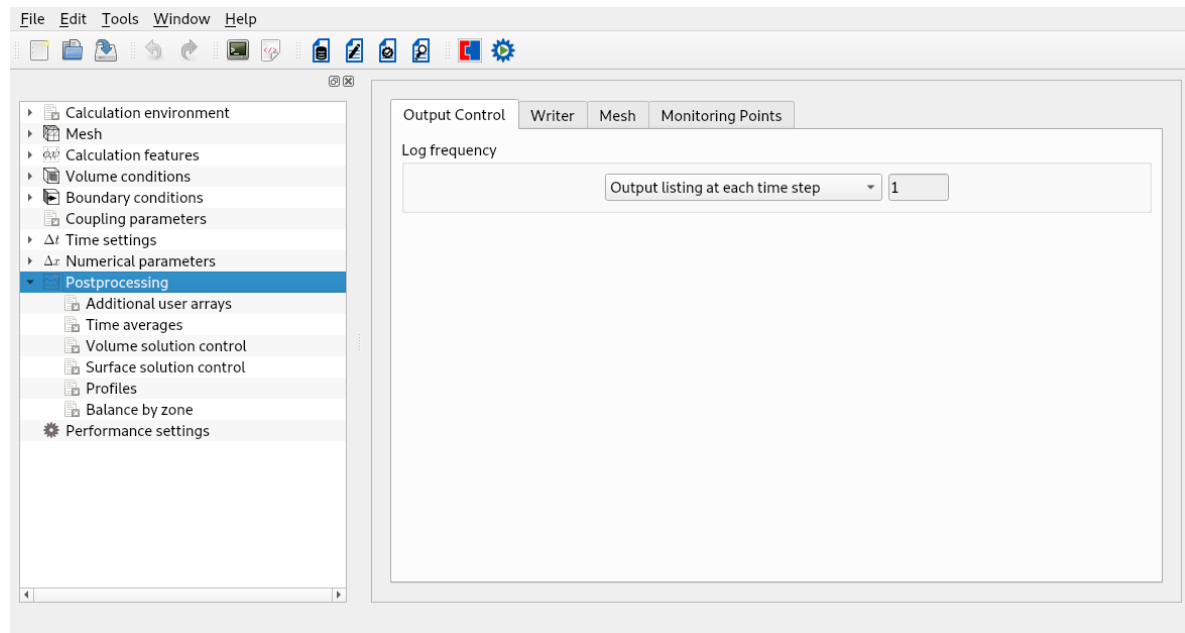 File Edit Tools Window Help
Calculation environment
Mesh
Calculation features
Volume conditions
Boundary conditions
Coupling parameters
Δt Time settings
Δx Numerical parameters
Postprocessing
Additional user arrays
Time averages
Volume solution control
Surface solution control
Profiles
Balance by zone
Performance settings
Output Control Writer Mesh Monitoring Points
Log frequency
Output listing at each time step 1